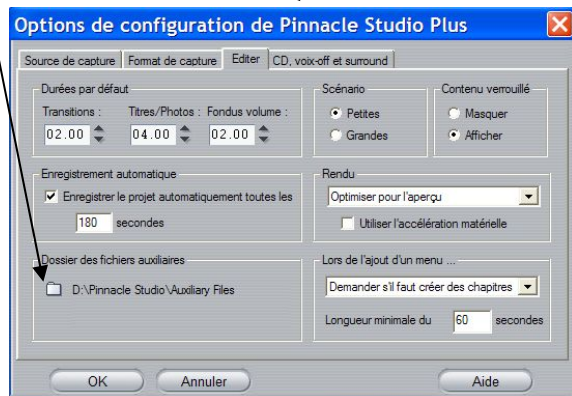 Options de configuration de Pinnacle Studio Plus
Source de capture Format de capture Editer CD, voix-off et surround
Durées par défaut
Transitions : Titres/Photos : Fondus volume :
02.00 04.00 02.00
Scénario
Petites
Grandes
Contenu verrouillé
Masquer
Afficher
Enregistrement automatique
Enregistrer le projet automatiquement toutes les
180 secondes
Rendu
Optimiser pour l'aperçu
Utiliser l'accélération matérielle
Dossier des fichiers auxiliaires
D:\Pinnacle Studio\Auxiliary Files
Lors de l'ajout d'un menu ...
Demander s'il faut créer des chapitres
Longueur minimale du 60 secondes
OK Annuler Aide